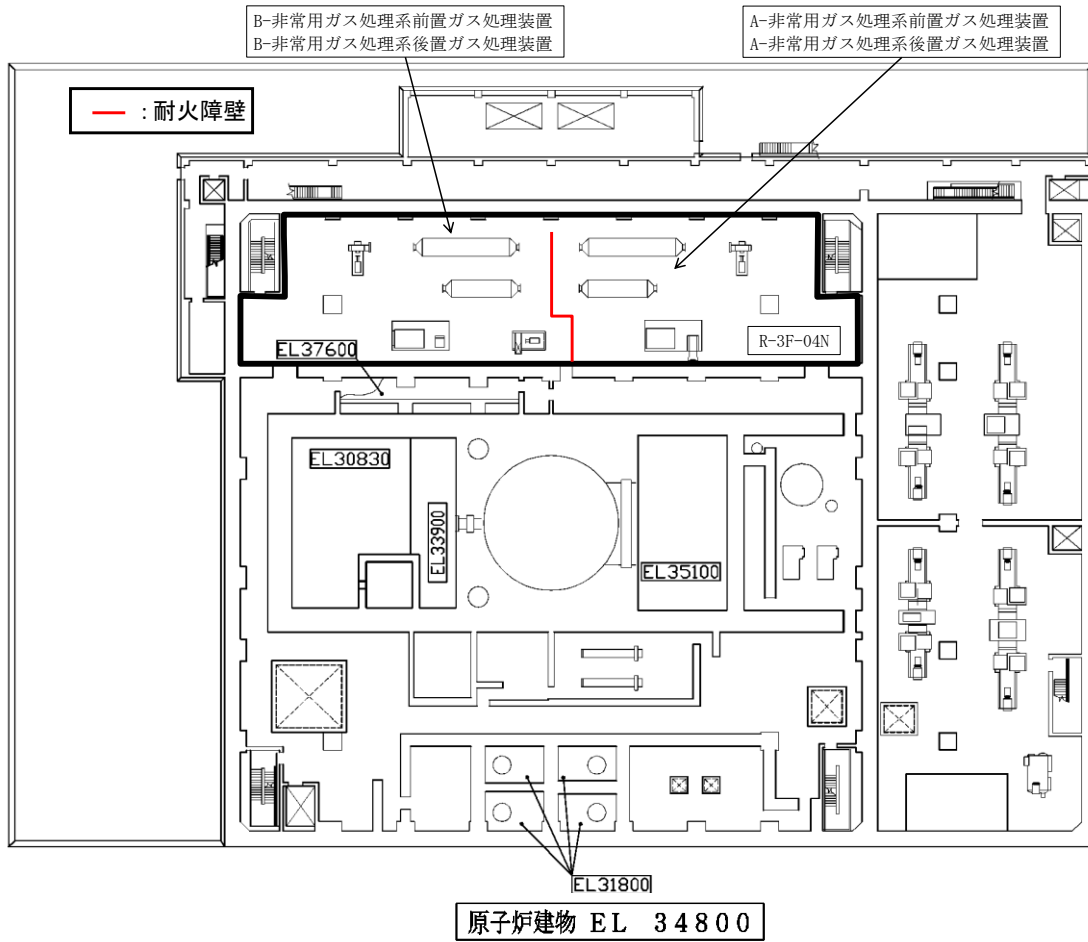 B-非常用ガス処理系前置ガス処理装置
B-非常用ガス処理系後置ガス処理装置
A-非常用ガス処理系前置ガス処理装置
A-非常用ガス処理系後置ガス処理装置
：耐火障壁
R-3F-04N
EL37600
EL30830
EL33900
EL35100
EL31800
原子炉建物 EL 34800